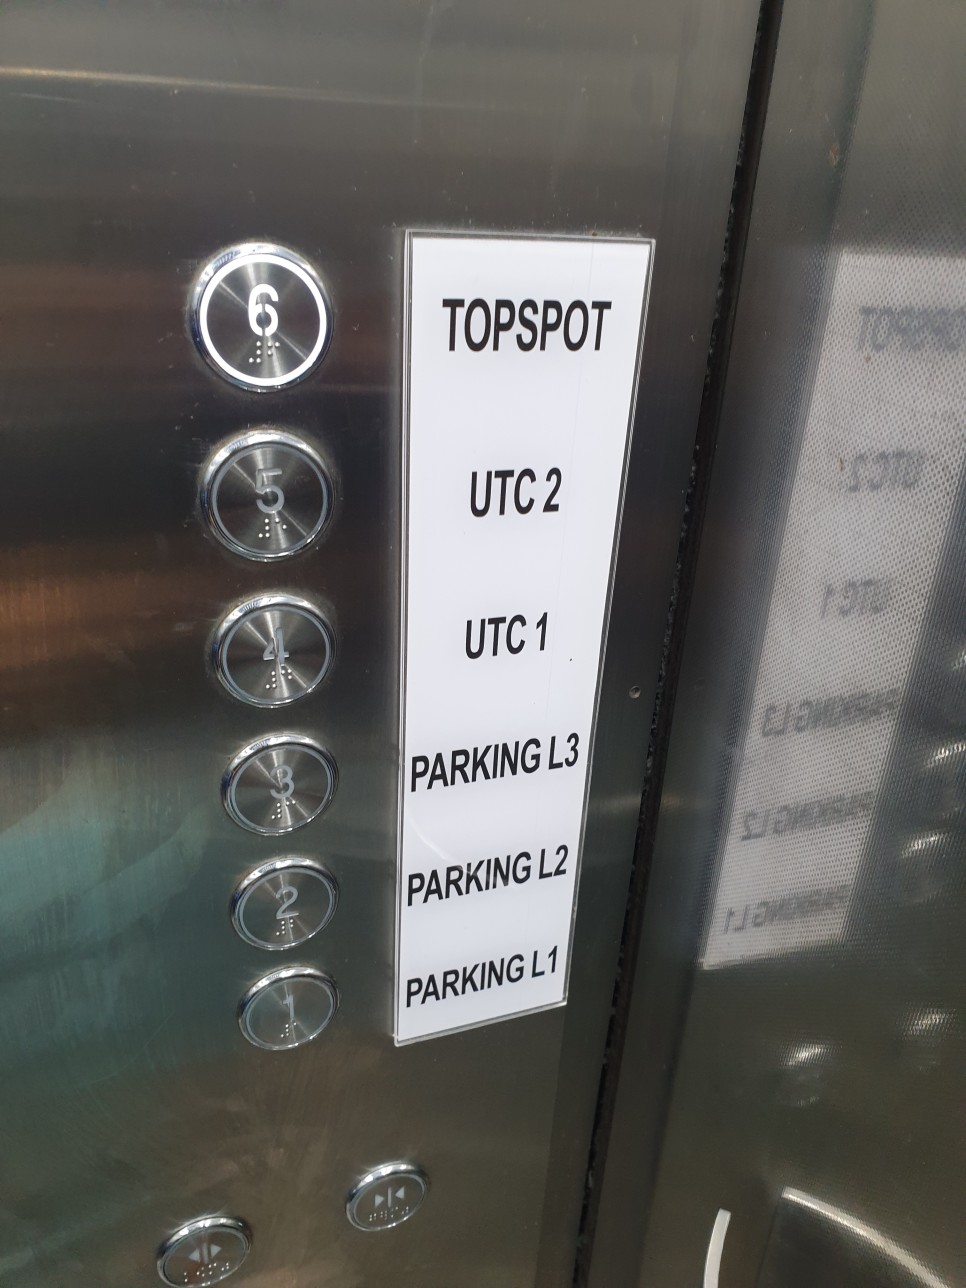 6 TOPSPOT
5 UTC 2
4 UTC 1
3 PARKING L3
2 PARKING L2
1 PARKING L1